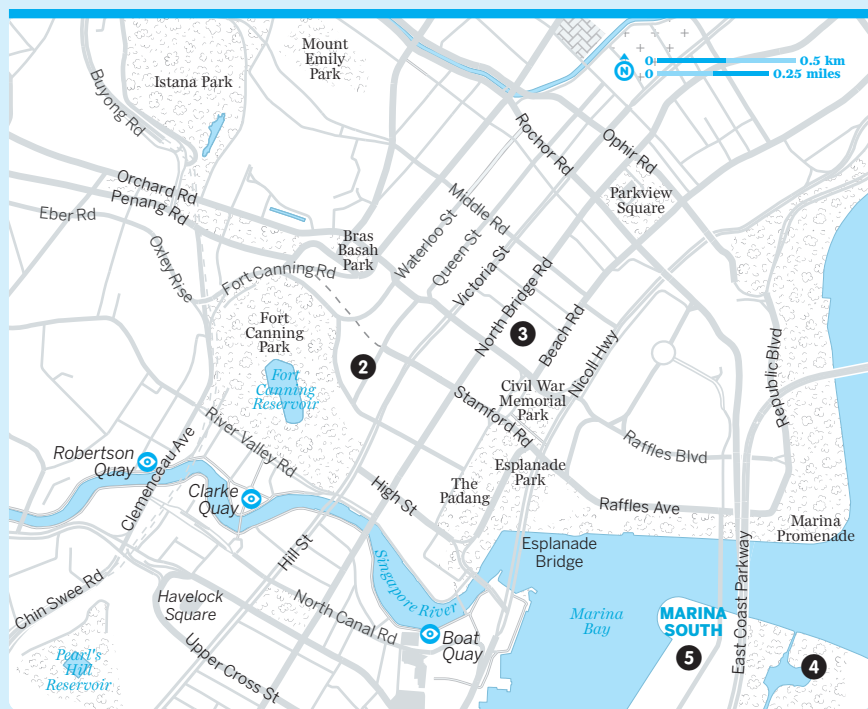 Mount
Emily
Park
Istana Park
N
0 0.5 km
0 0.25 miles
Buyong Rd
Rochor Rd
Ophir Rd
Orchard Rd
Penang Rd
Eber Rd
Middle Rd
Parkview
Square
Oxley Rise
Bras
Basah
Park
Waterloo St
Queen St
Victoria St
Fort Canning Rd
North Bridge Rd
Beach Rd
Nicoll Hwy
Republic Blvd
Fort
Canning
Park
3
2
Fort
Canning
Reservoir
Civil War
Memorial
Park
Stamford Rd
River Valley Rd
Raffles Blvd
Robertson
Quay
Clemenceau Ave
Clarke
Quay
High St
The
Padang
Esplanade
Park
Raffles Ave
Marina
Promenade
Hill St
Esplanade
Bridge
East Coast Parkway
Chin Swee Rd
Havelock
Square
North Canal Rd
Singapore River
Marina
Bay
MARINA
SOUTH
Boat
Quay
Upper Cross St
Pearl's
Hill
Reservoir
5
4